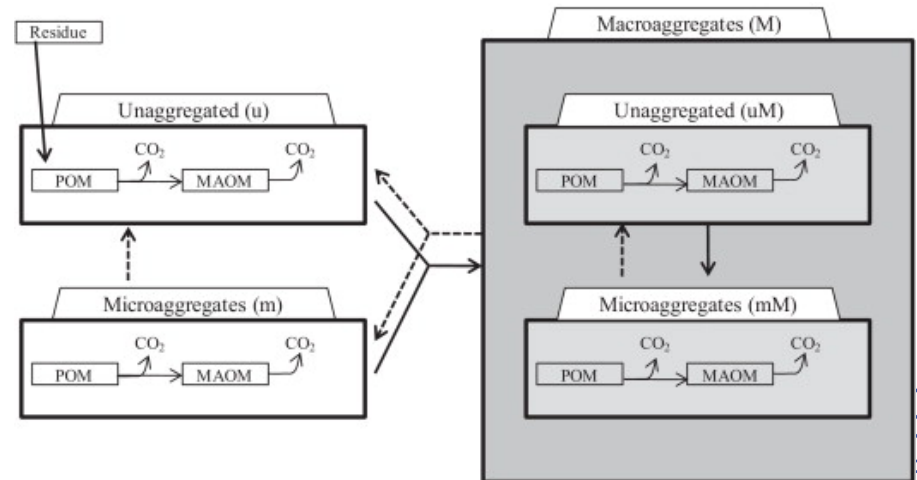 Residue
Macroaggregates (M)
Unaggregated (u)
CO₂
CO₂
POM
MAOM
Unaggregated (uM)
CO₂
CO₂
POM
MAOM
Microaggregates (m)
CO₂
CO₂
POM
MAOM
Microaggregates (mM)
CO₂
CO₂
POM
MAOM